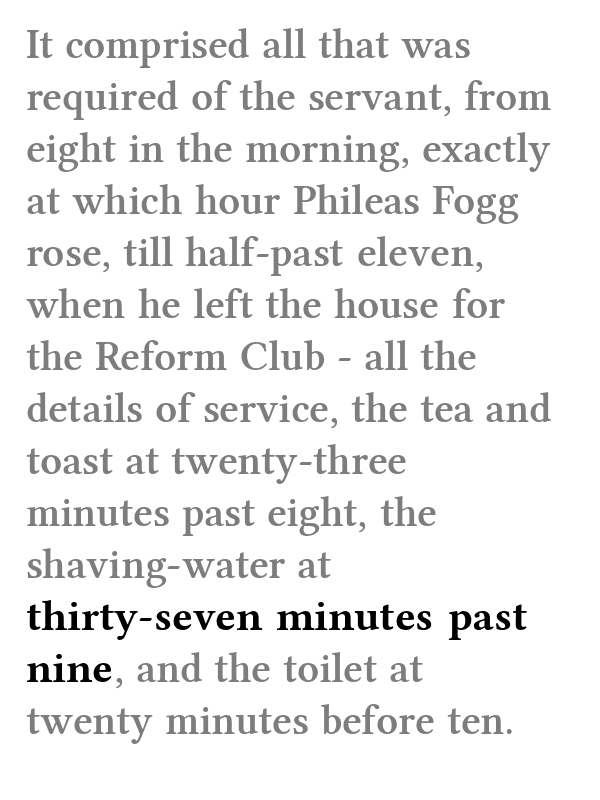 It comprised all that was
required of the servant, from
eight in the morning, exactly
at which hour Phileas Fogg
rose, till half-past eleven,
when he left the house for
the Reform Club - all the
details of service, the tea and
toast at twenty-three
minutes past eight, the
shaving-water at
thirty-seven minutes past
nine, and the toilet at
twenty minutes before ten.